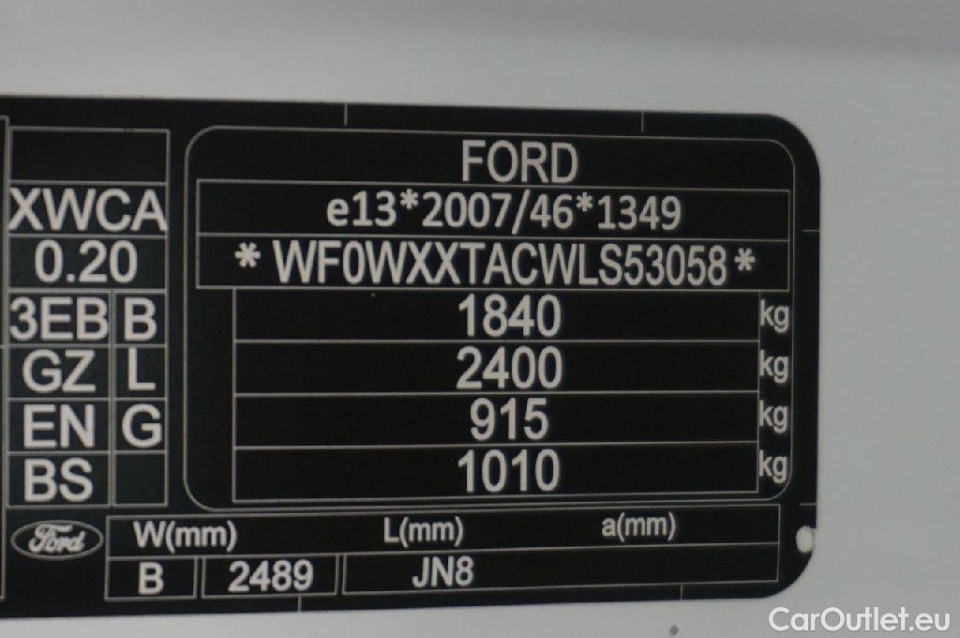 FORD
e13*2007/46*1349
*WF0WXXTACWLS53058*
1840 kg
2400 kg
915 kg
1010 kg
XWCA
0.20
3EB B
GZ L
EN G
BS
Ford
W(mm) L(mm) a(mm)
B 2489 JN8
CarOutlet.eu